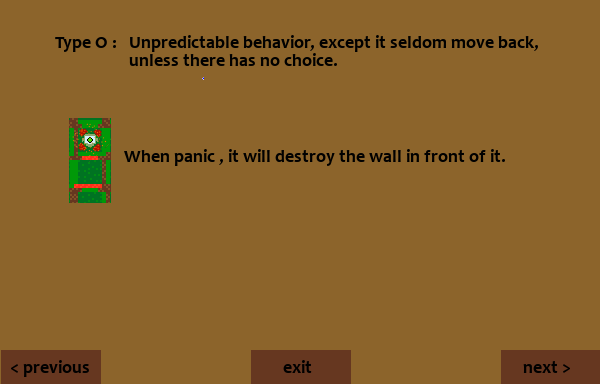 Type O : Unpredictable behavior, except it seldom move back,
unless there has no choice.
When panic , it will destroy the wall in front of it.
< previous
exit
next >